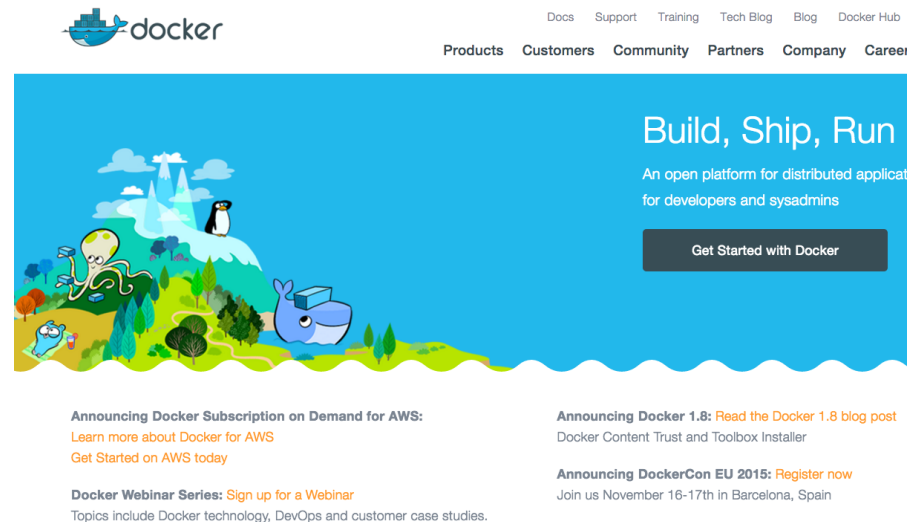 docker
Docs Support Training Tech Blog Blog Docker Hub
Products Customers Community Partners Company Career
Build, Ship, Run
An open platform for distributed applicat
for developers and sysadmins
Get Started with Docker
Announcing Docker Subscription on Demand for AWS:
Learn more about Docker for AWS
Get Started on AWS today
Docker Webinar Series: Sign up for a Webinar
Topics include Docker technology, DevOps and customer case studies.
Announcing Docker 1.8: Read the Docker 1.8 blog post
Docker Content Trust and Toolbox Installer
Announcing DockerCon EU 2015: Register now
Join us November 16-17th in Barcelona, Spain